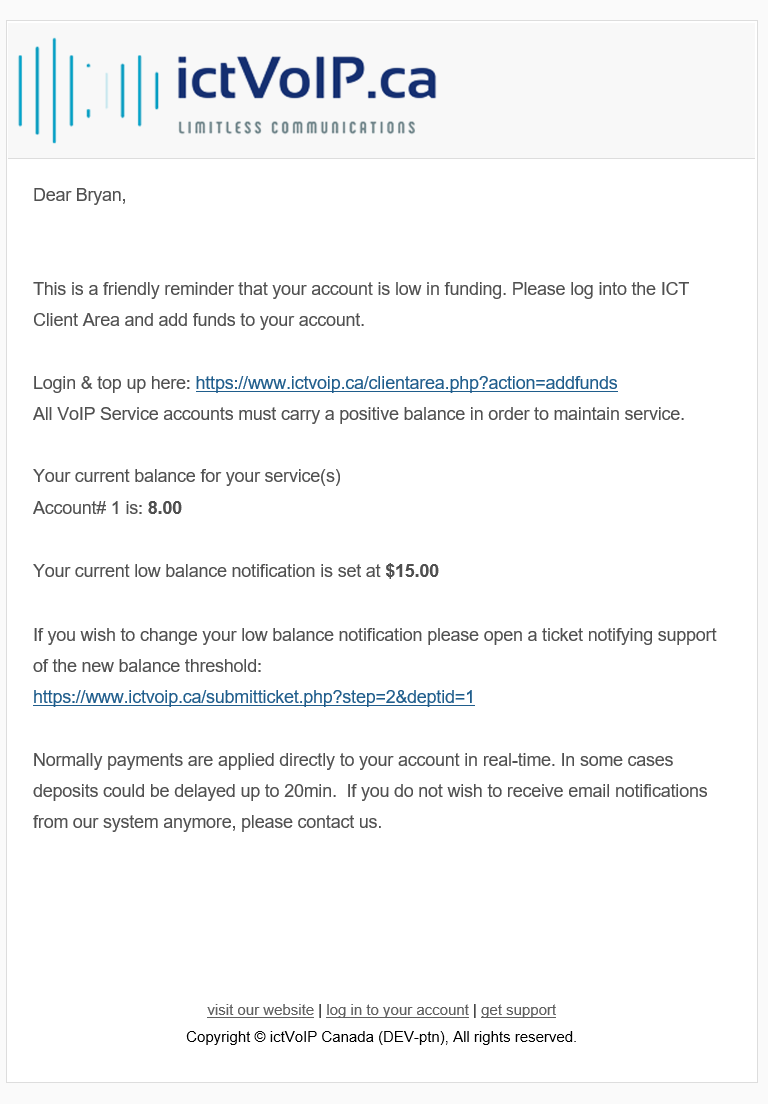 ictVoIP.ca
LIMITLESS COMMUNICATIONS
Dear Bryan,
This is a friendly reminder that your account is low in funding. Please log into the ICT
Client Area and add funds to your account.
Login & top up here: https://www.ictvoip.ca/clientarea.php?action=addfunds
All VoIP Service accounts must carry a positive balance in order to maintain service.
Your current balance for your service(s)
Account# 1 is: 8.00
Your current low balance notification is set at $15.00
If you wish to change your low balance notification please open a ticket notifying support
of the new balance threshold:
https://www.ictvoip.ca/submitticket.php?step=2&deptid=1
Normally payments are applied directly to your account in real-time. In some cases
deposits could be delayed up to 20min.  If you do not wish to receive email notifications
from our system anymore, please contact us.
visit our website | log in to your account | get support
Copyright © ictVoIP Canada (DEV-ptn), All rights reserved.